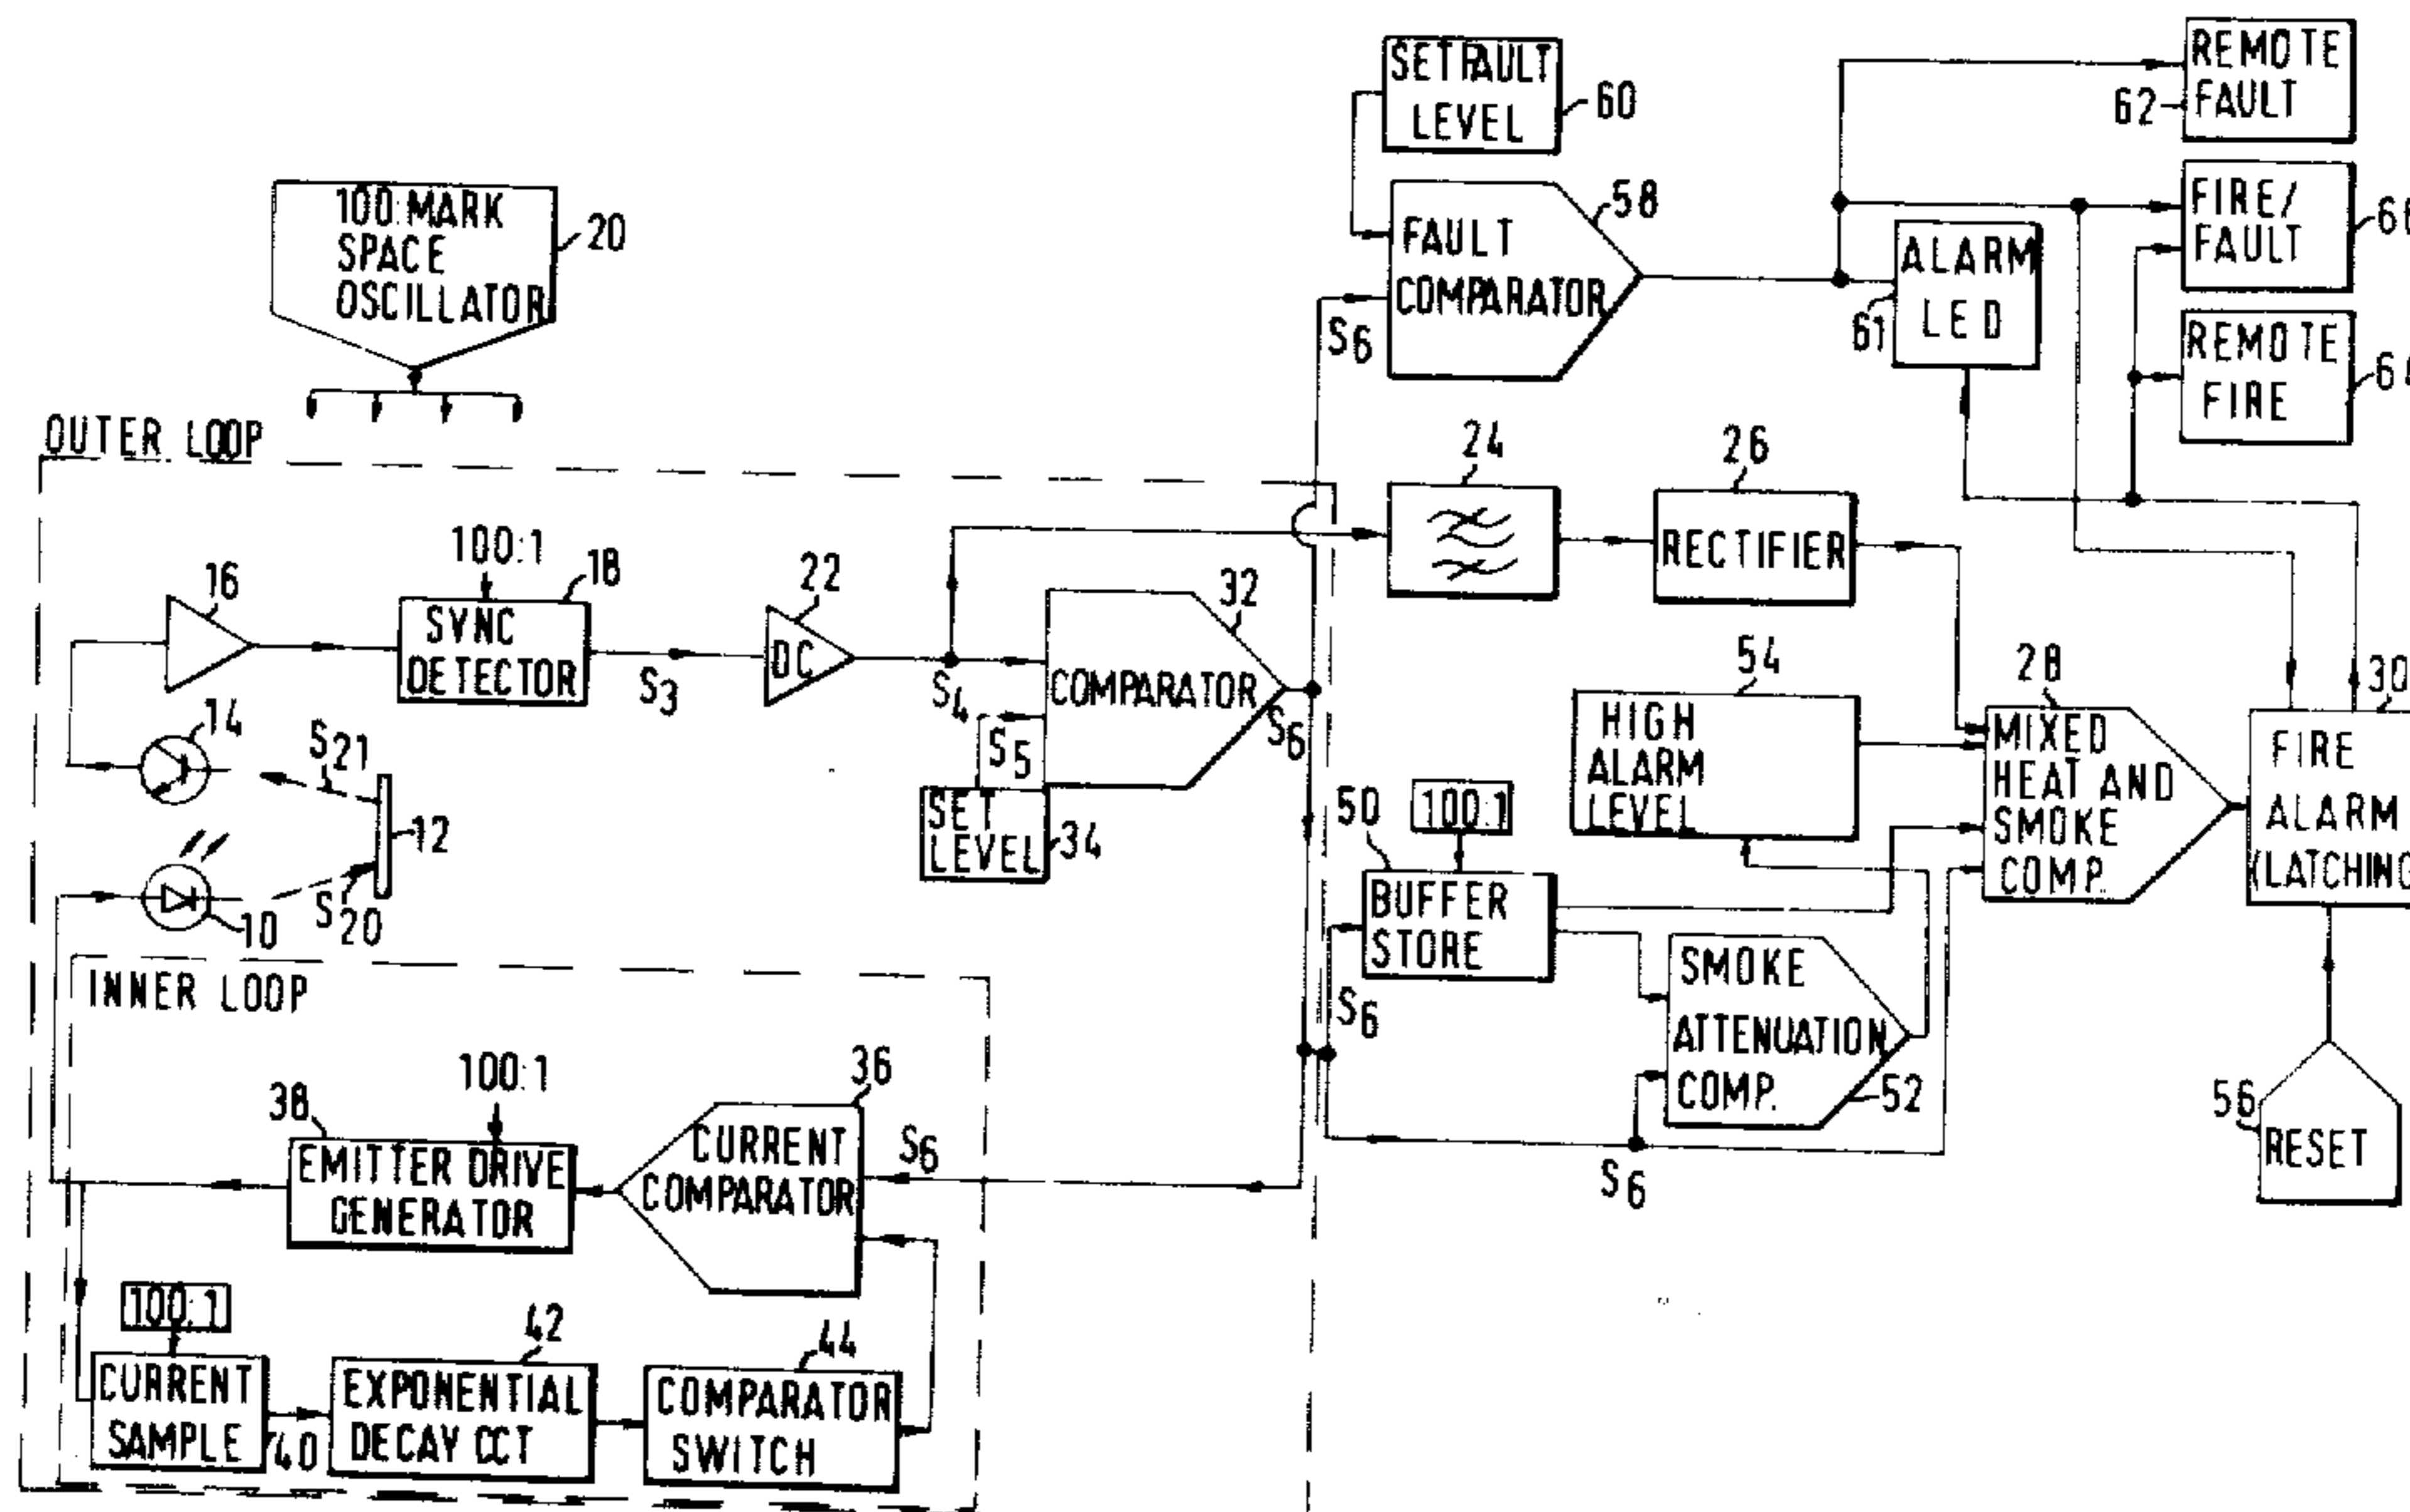 SET FAULT
LEVEL
60
REMOTE
FAULT
62
100:MARK
SPACE
OSCILLATOR
20
FAULT
COMPARATOR
58
S6
ALARM
LED
61
FIRE/
FAULT
REMOTE
FIRE
OUTER LOOP
24
26
RECTIFIER
16
100:1
18
SYNC
DETECTOR
S3
22
DC
S4
32
COMPARATOR
S6
S5
SET
LEVEL
34
14
S21
12
S20
10
54
HIGH
ALARM
LEVEL
28
MIXED
HEAT AND
SMOKE
COMP.
30
FIRE
ALARM
(LATCHING
50
100:1
BUFFER
STORE
S6
SMOKE
ATTENUATION
COMP.
52
S6
56
RESET
INNER LOOP
38
100:1
EMITTER DRIVE
GENERATOR
36
CURRENT
COMPARATOR
S6
100:1
CURRENT
SAMPLE
40
42
EXPONENTIAL
DECAY CCT
44
COMPARATOR
SWITCH